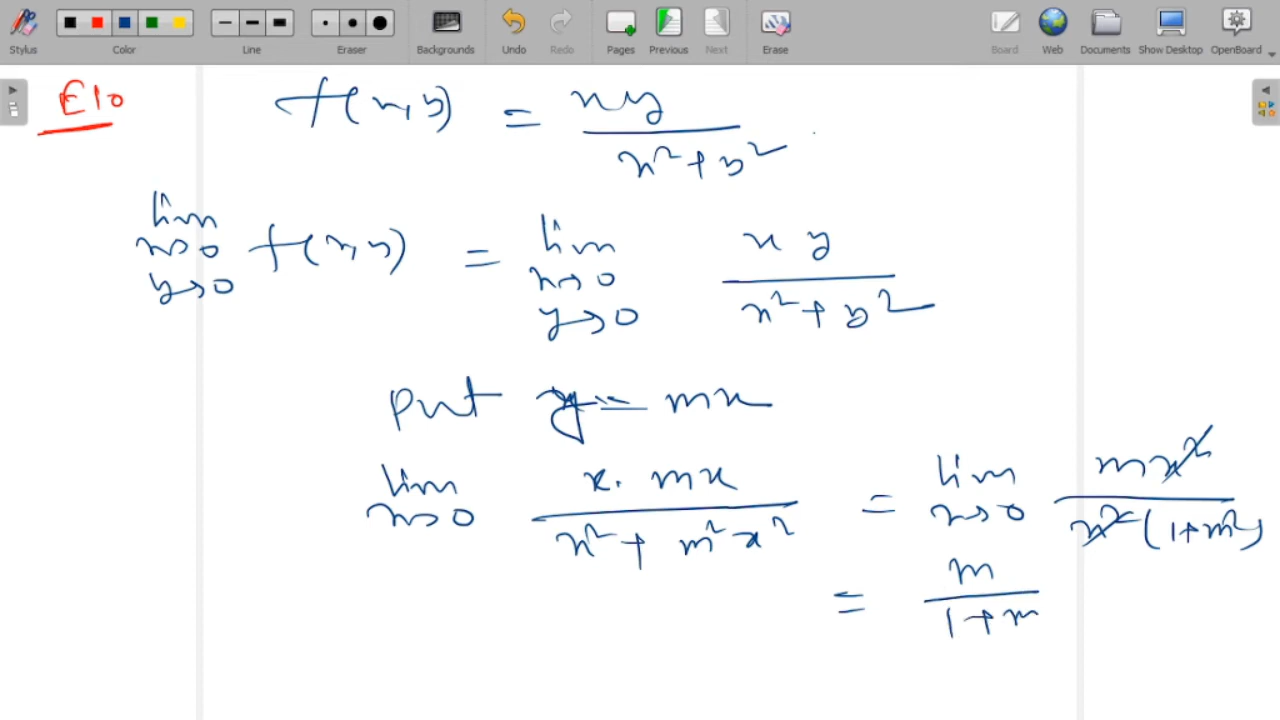 Stylus Color Line Eraser Backgrounds Undo Redo Pages Previous Next Erase Board Web Documents Show Desktop OpenBoard
E10
f(x, y) = xy / x² + y²
lim x→0 y→0 f(x, y) = lim x→0 y→0 x y / x² + y²
Put y = mx
lim x→0 x. mx / x² + m² x² = lim x→0 mx² / x² (1+m²)
= m / 1+m